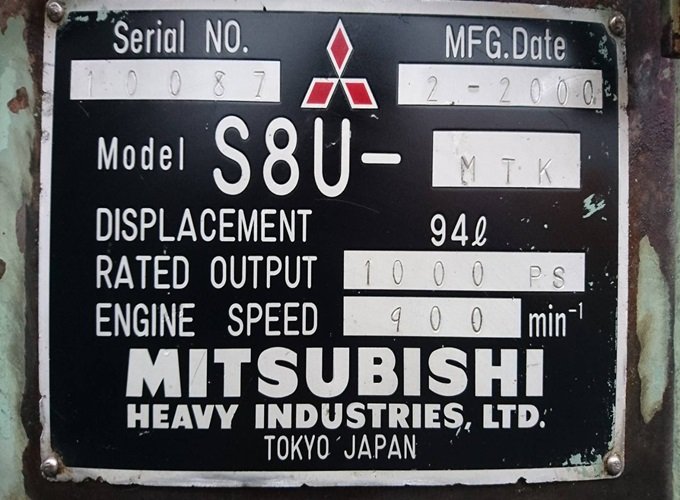 Serial NO.
10087
MFG.Date
2-2000
Model S8U- MTK
DISPLACEMENT 94ℓ
RATED OUTPUT 1000 PS
ENGINE SPEED 900 min⁻¹
MITSUBISHI
HEAVY INDUSTRIES, LTD.
TOKYO JAPAN